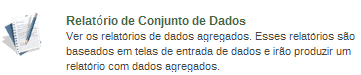 Relatório de Conjunto de Dados
Ver os relatórios de dados agregados. Esses relatórios são
baseados em telas de entrada de dados e irão produzir um
relatório com dados agregados.